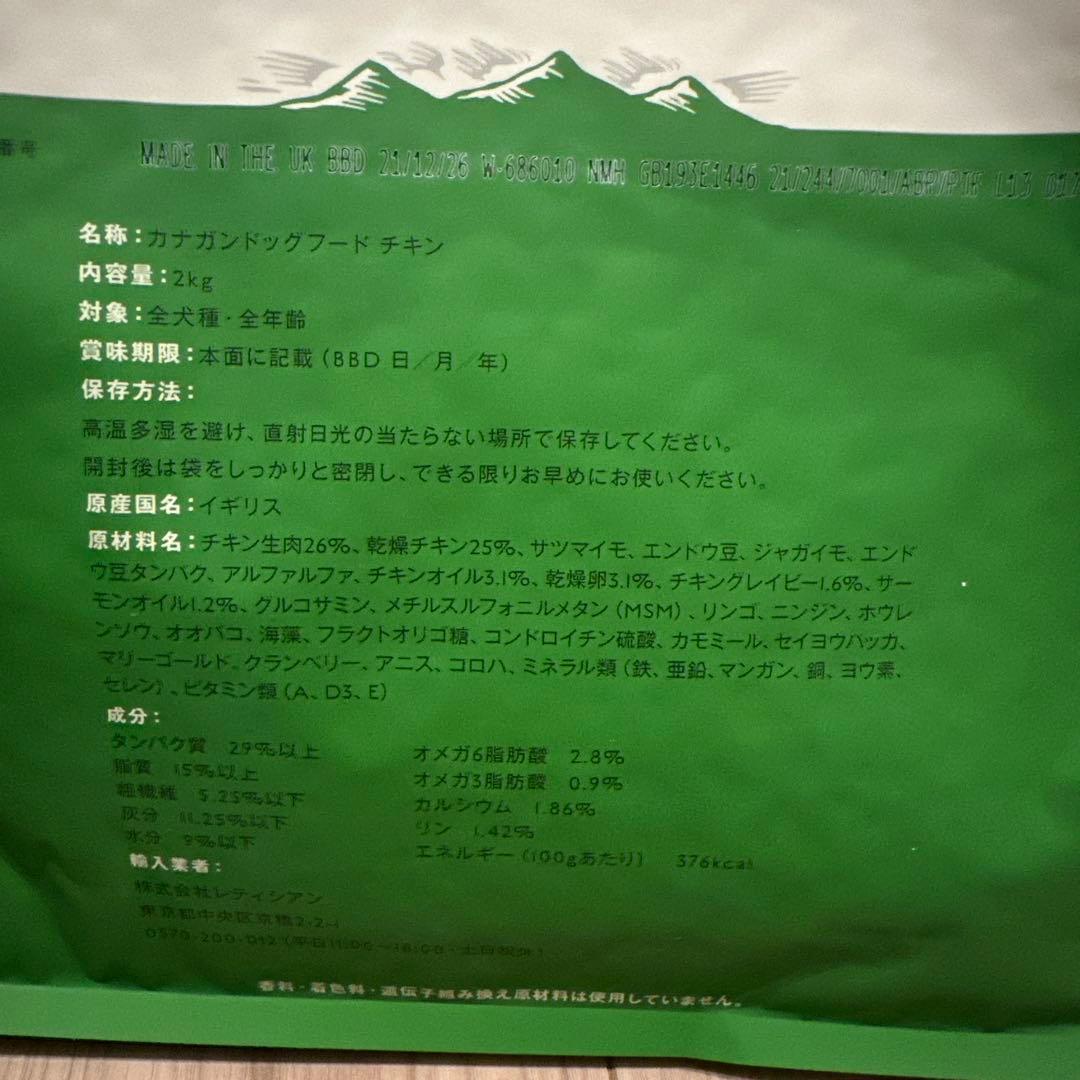 番号
MADE IN THE UK BBD 21/12/26 W-686010 NMH GB193E1446
名称：カナガンドッグフード チキン
内容量：2kg
対象：全犬種・全年齢
賞味期限：本面に記載（BBD 日／月／年）
保存方法：
高温多湿を避け、直射日光の当たらない場所で保存してください。
開封後は袋をしっかりと密閉し、できる限りお早めにお使いください。
原産国名：イギリス
原材料名：チキン生肉26%、乾燥チキン25%、サツマイモ、エンドウ豆、ジャガイモ、エンド
ウ豆タンパク、アルファルファ、チキンオイル3.1%、乾燥卵3.1%、チキングレイビー1.6%、サー
モンオイル1.2%、グルコサミン、メチルスルフォニルメタン（MSM）、リンゴ、ニンジン、ホウレ
ンソウ、オオバコ、海藻、フラクトオリゴ糖、コンドロイチン硫酸、カモミール、セイヨウハッカ、
マリーゴールド、クランベリー、アニス、コロハ、ミネラル類（鉄、亜鉛、マンガン、銅、ヨウ素、
セレン）、ビタミン類（A、D3、E）
成分：
タンパク質 29%以上
脂質 15%以上
粗繊維 5.25%以下
灰分 11.25%以下
水分 9%以下
オメガ6脂肪酸 2.8%
オメガ3脂肪酸 0.9%
カルシウム 1.86%
リン 1.42%
エネルギー（100gあたり） 376kcal
輸入業者：
株式会社レティシアン
東京都中央区京橋2-2-1
0570-200-012（平日11:00〜
香料・着色料・遺伝子組み換え原材料は使用していません。